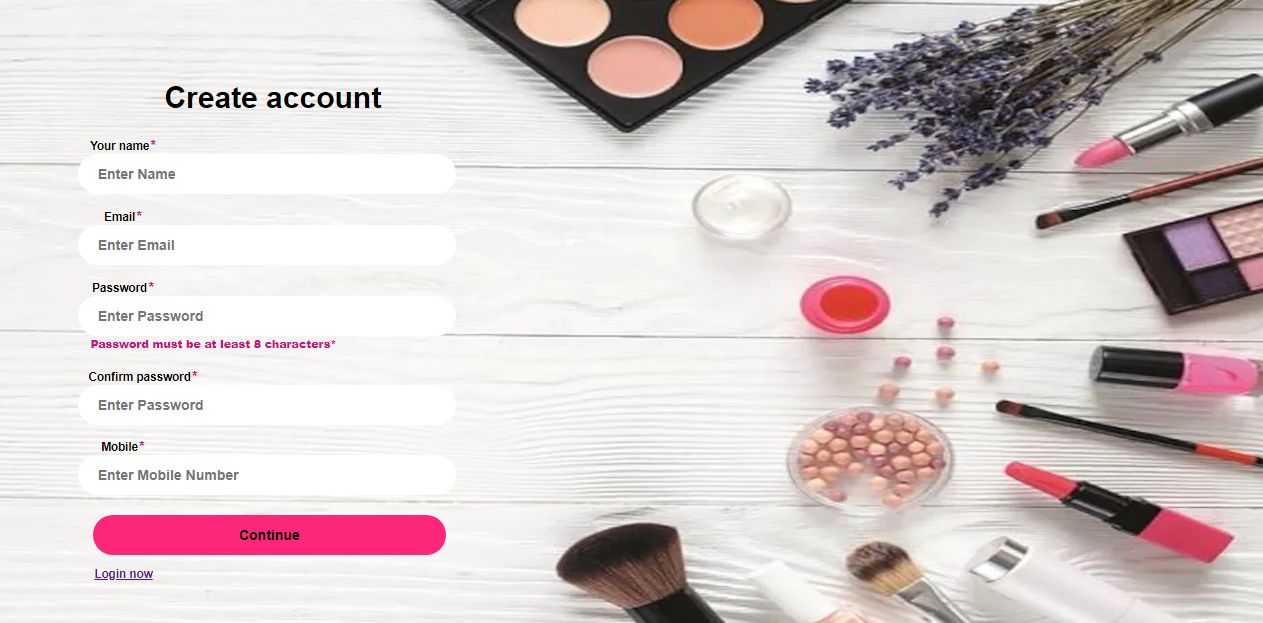 Create account
Your name*
Enter Name
Email*
Enter Email
Password*
Enter Password
Password must be at least 8 characters*
Confirm password*
Enter Password
Mobile*
Enter Mobile Number
Continue
Login now